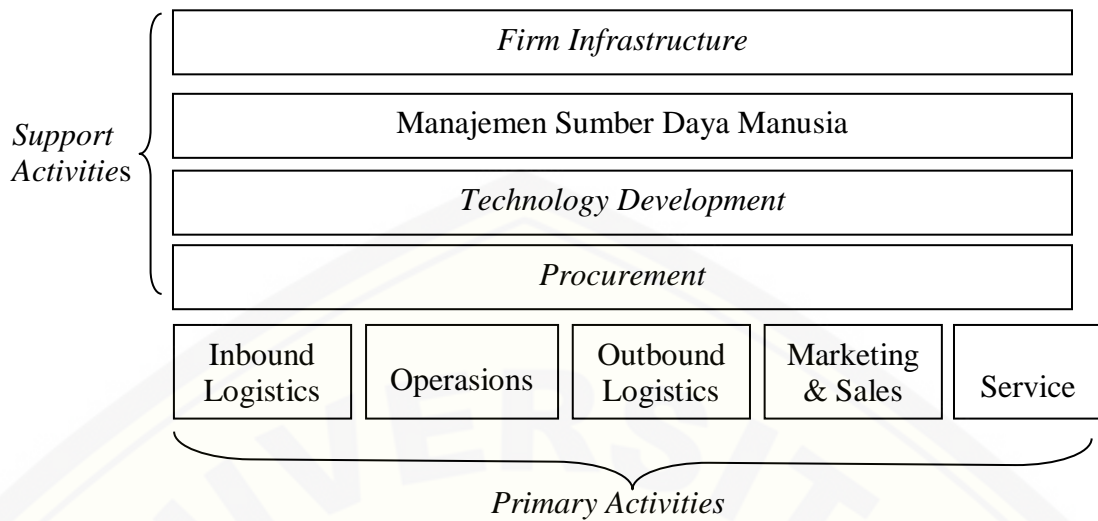 Firm Infrastructure
Manajemen Sumber Daya Manusia
Support
Activities
Technology Development
Procurement
Inbound
Logistics
Operasions
Outbound
Logistics
Marketing
& Sales
Service
Primary Activities